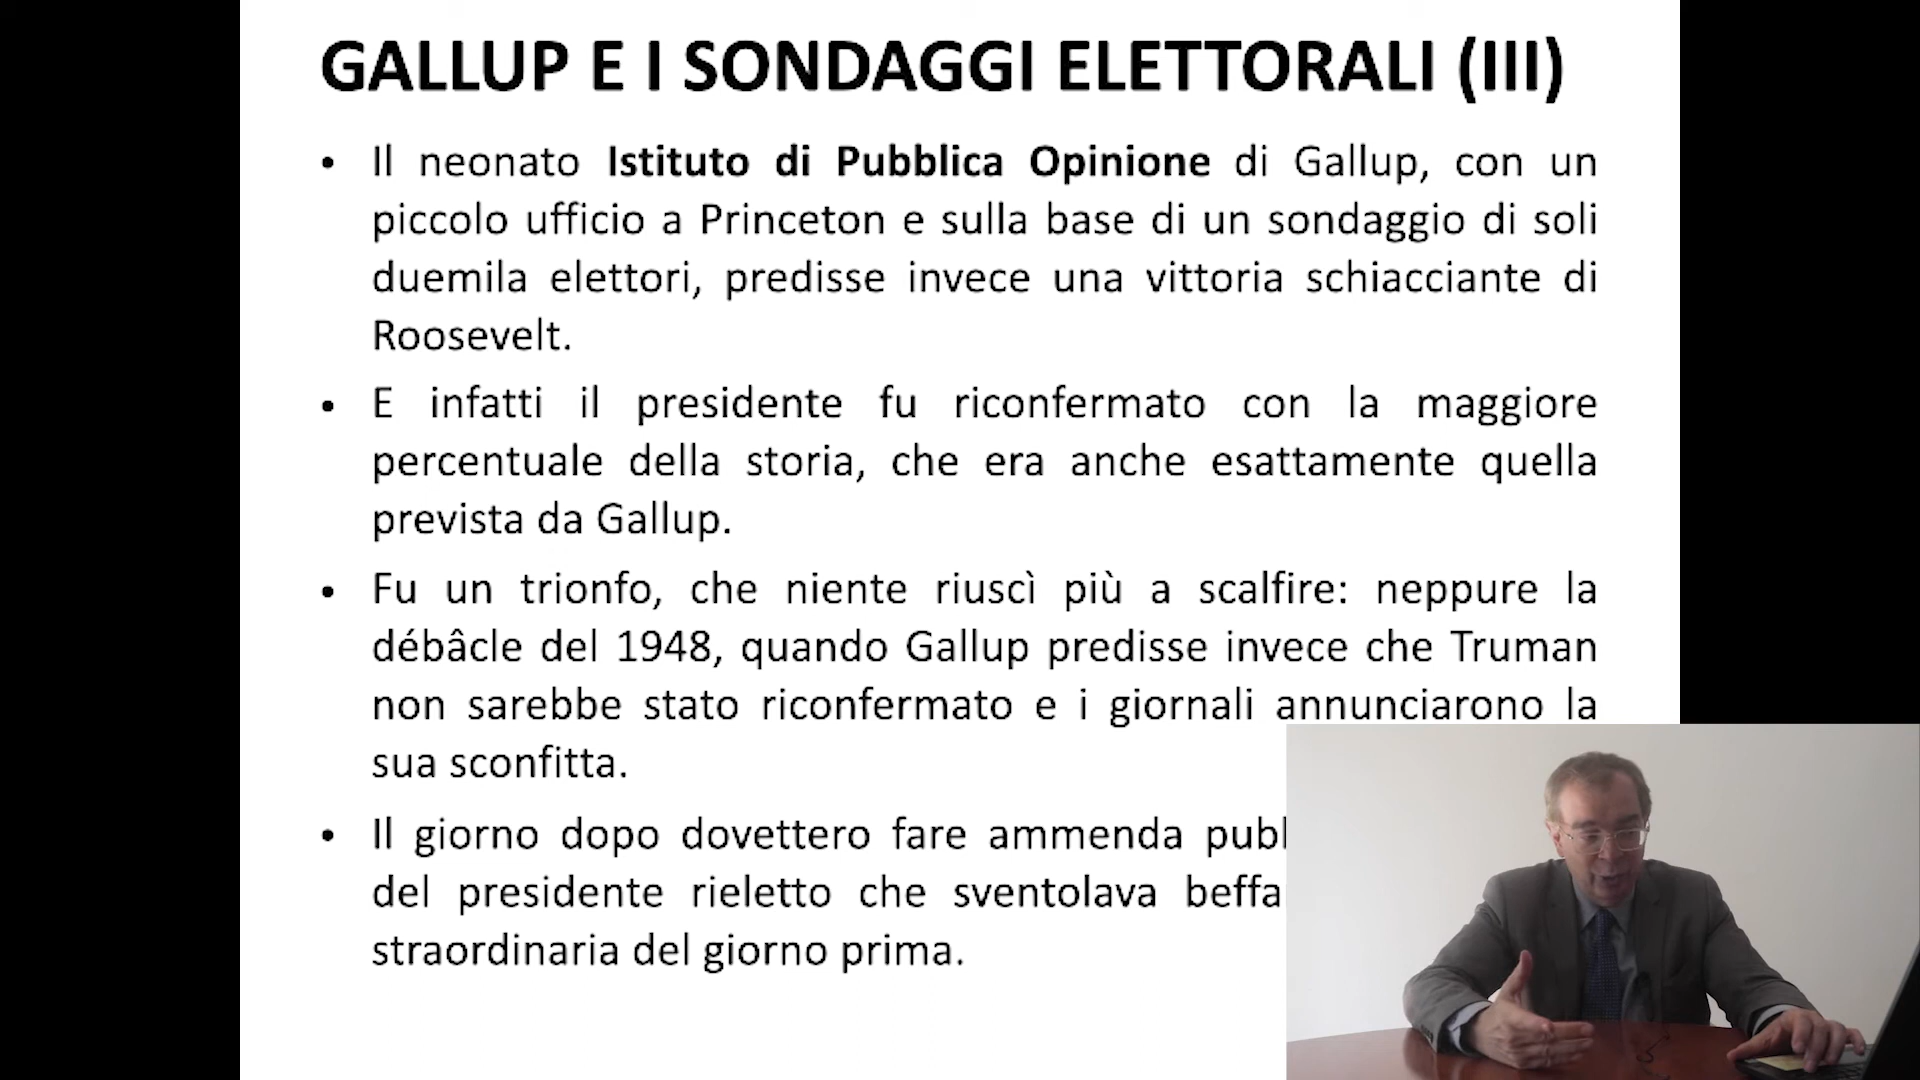 GALLUP E I SONDAGGI ELETTORALI (III)
• Il neonato Istituto di Pubblica Opinione di Gallup, con un
piccolo ufficio a Princeton e sulla base di un sondaggio di soli
duemila elettori, predisse invece una vittoria schiacciante di
Roosevelt.
• E infatti il presidente fu riconfermato con la maggiore
percentuale della storia, che era anche esattamente quella
prevista da Gallup.
• Fu un trionfo, che niente riuscì più a scalfire: neppure la
débâcle del 1948, quando Gallup predisse invece che Truman
non sarebbe stato riconfermato e i giornali annunciarono la
sua sconfitta.
• Il giorno dopo dovettero fare ammenda
del presidente rieletto che sventolava
straordinaria del giorno prima.